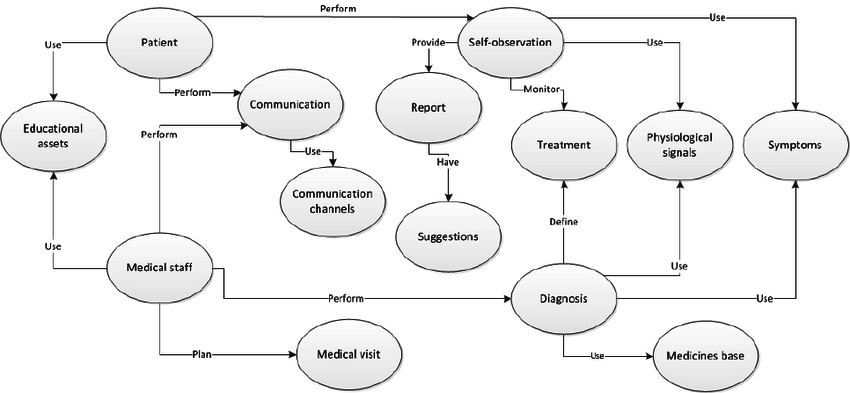 Perform
Use
Patient
Self-observation
Use
Provide
Use
Perform
Monitor
Communication
Report
Educational
assets
Perform
Treatment
Physiological
signals
Symptoms
Use
Have
Communication
channels
Suggestions
Define
Use
Medical staff
Use
Perform
Diagnosis
Use
Plan
Medical visit
Use
Medicines base